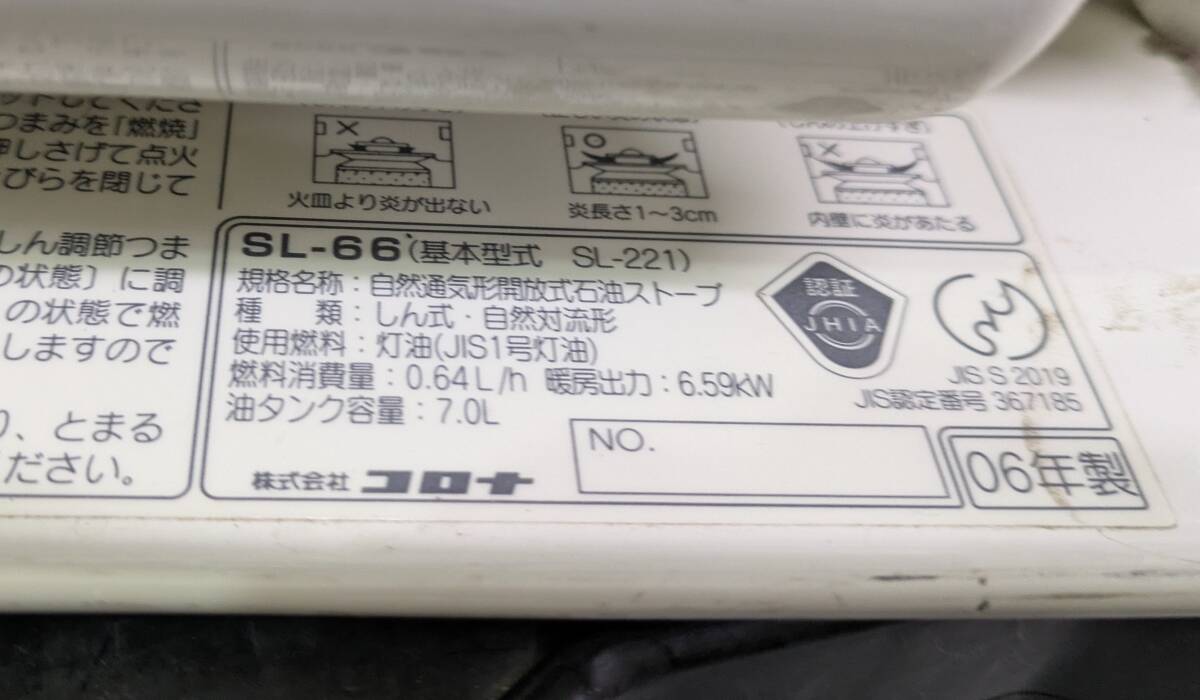 つまみを「燃焼」
押しさげて点火
とびらを閉じて
しん調節つま
の状態〕に調
の状態で燃
しますので
、とまる
ださい。
火皿より炎が出ない
炎長さ1~3cm
内壁に炎があたる
SL-66(基本型式 SL-221)
規格名称:自然通気形開放式石油ストーブ
種 類:しん式・自然対流形
使用燃料:灯油(JIS1号灯油)
燃料消費量:0.64L/h 暖房出力:6.59kW
油タンク容量:7.0L
株式会社 コロナ
認証
JHIA
JIS S 2019
JIS認定番号 367185
NO.
06年製